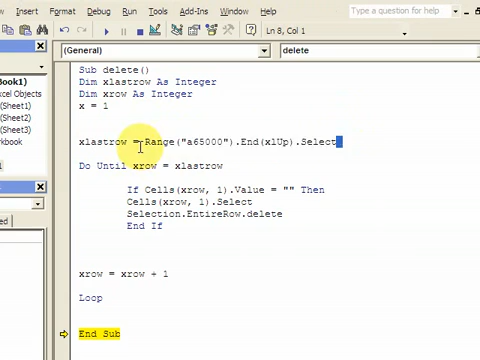 Insert Format Debug Run Tools Add-Ins Window Help Type a question for help
Ln 8, Col 1
(General) delete
Book1)
xcel Objects
(Sheet1)
(Sheet2)
(Sheet3)
rkbook
Sub delete()
Dim xlastrow As Integer
Dim xrow As Integer
x = 1
xlastrow = Range("a65000").End(xlUp).Select
Do Until xrow = xlastrow
If Cells(xrow, 1).Value = "" Then
Cells(xrow, 1).Select
Selection.EntireRow.delete
End If
xrow = xrow + 1
Loop
End Sub